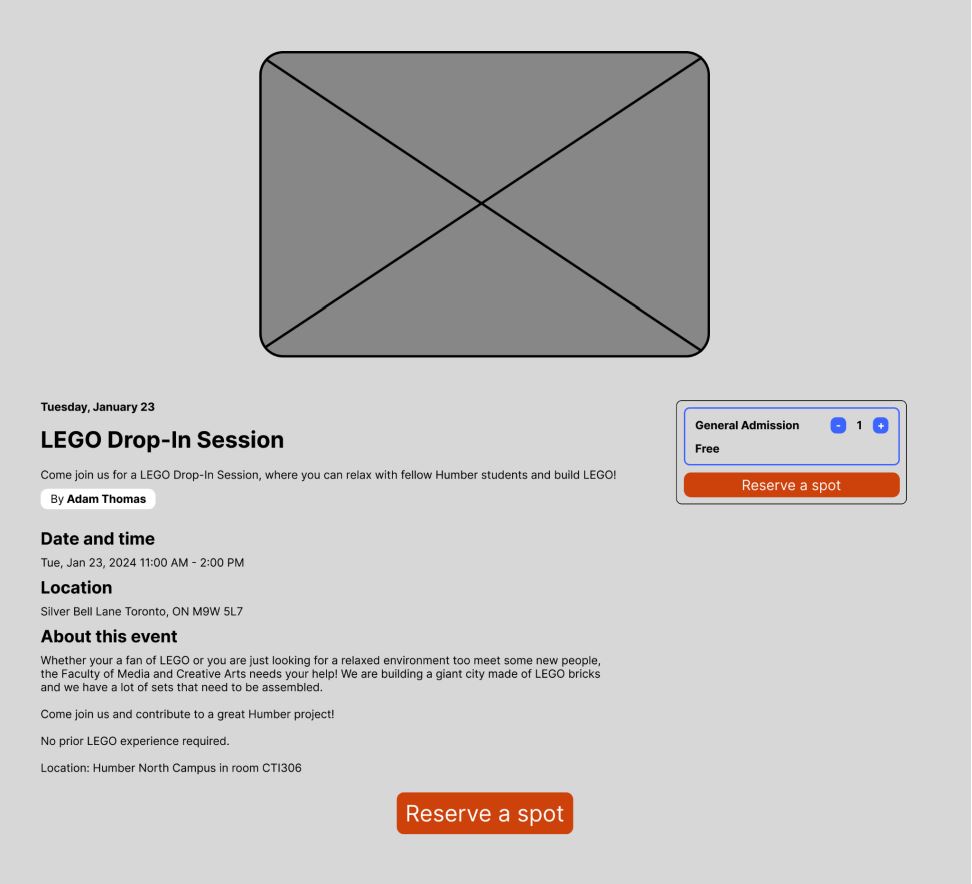 Tuesday, January 23
LEGO Drop-In Session
Come join us for a LEGO Drop-In Session, where you can relax with fellow Humber students and build LEGO!
By Adam Thomas
Date and time
Tue, Jan 23, 2024 11:00 AM - 2:00 PM
Location
Silver Bell Lane Toronto, ON M9W 5L7
About this event
Whether your a fan of LEGO or you are just looking for a relaxed environment too meet some new people,
the Faculty of Media and Creative Arts needs your help! We are building a giant city made of LEGO bricks
and we have a lot of sets that need to be assembled.
Come join us and contribute to a great Humber project!
No prior LEGO experience required.
Location: Humber North Campus in room CTI306
General Admission - 1 +
Free
Reserve a spot
Reserve a spot